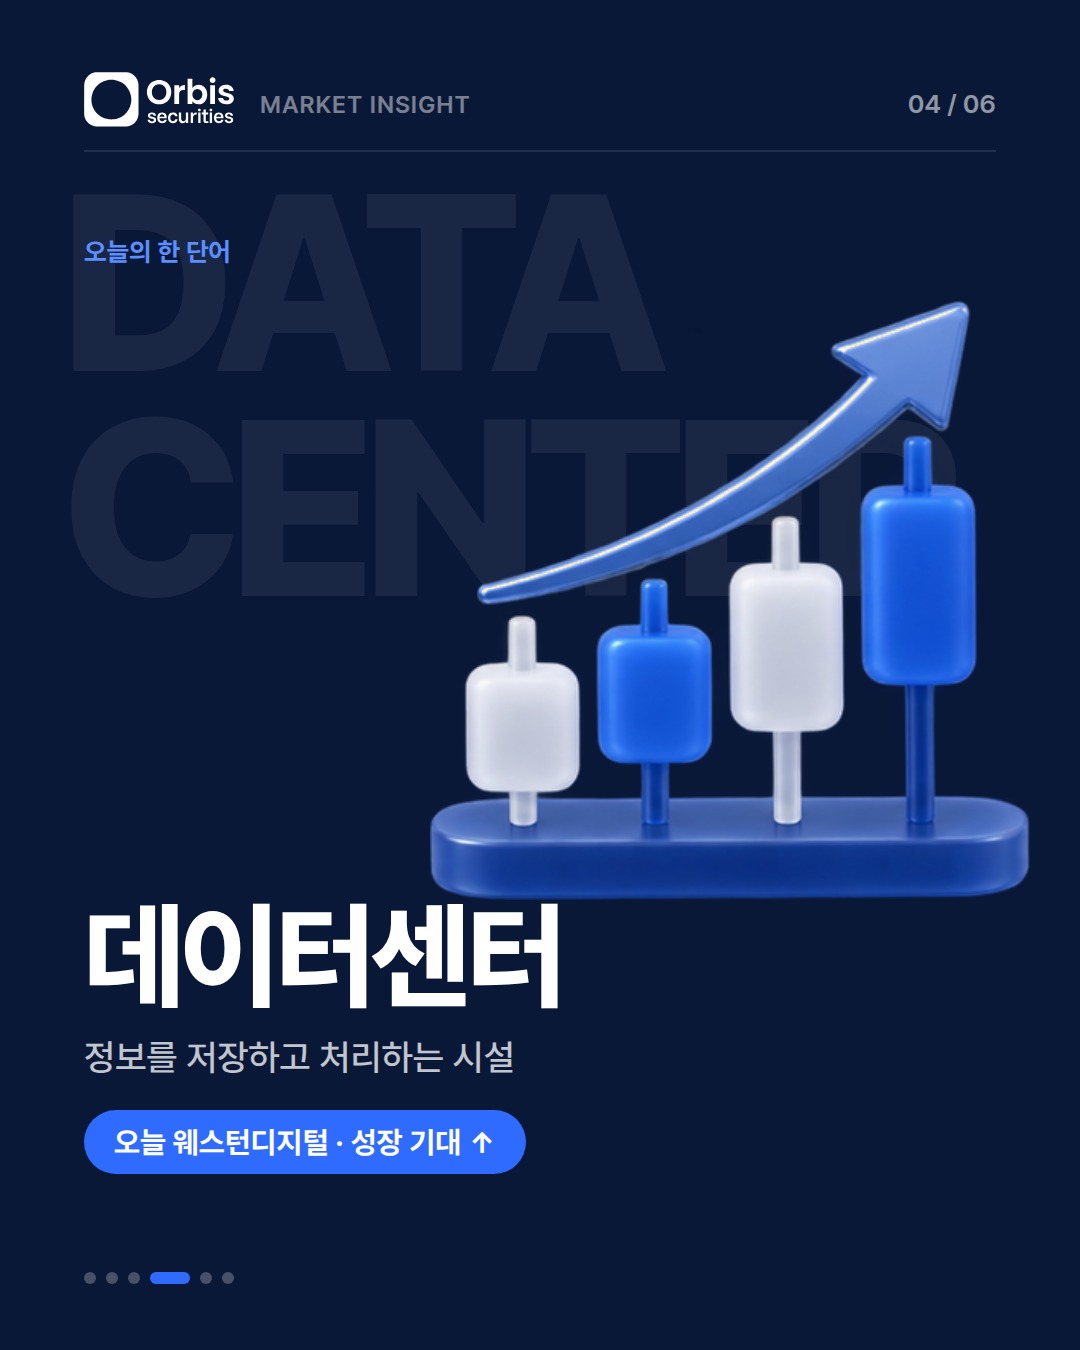 Orbis
securities
MARKET INSIGHT
04 / 06
DATA
오늘의 한 단어
CENTER
데이터센터
정보를 저장하고 처리하는 시설
오늘 웨스턴디지털 · 성장 기대 ↑